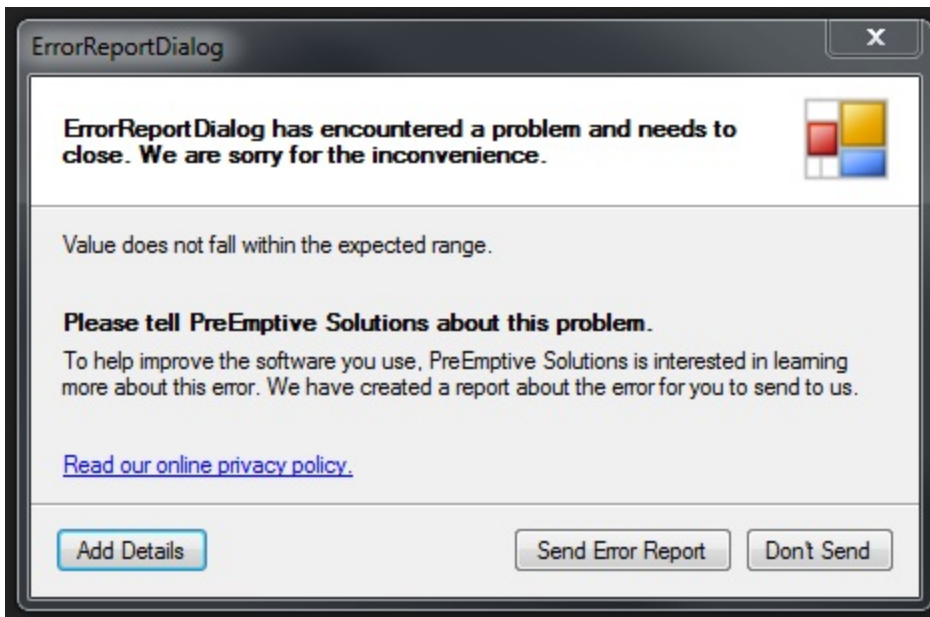 ErrorReportDialog
x
ErrorReportDialog has encountered a problem and needs to
close. We are sorry for the inconvenience.
Value does not fall within the expected range.
Please tell PreEmptive Solutions about this problem.
To help improve the software you use, PreEmptive Solutions is interested in learning
more about this error. We have created a report about the error for you to send to us.
Read our online privacy policy.
Add Details
Send Error Report
Don't Send